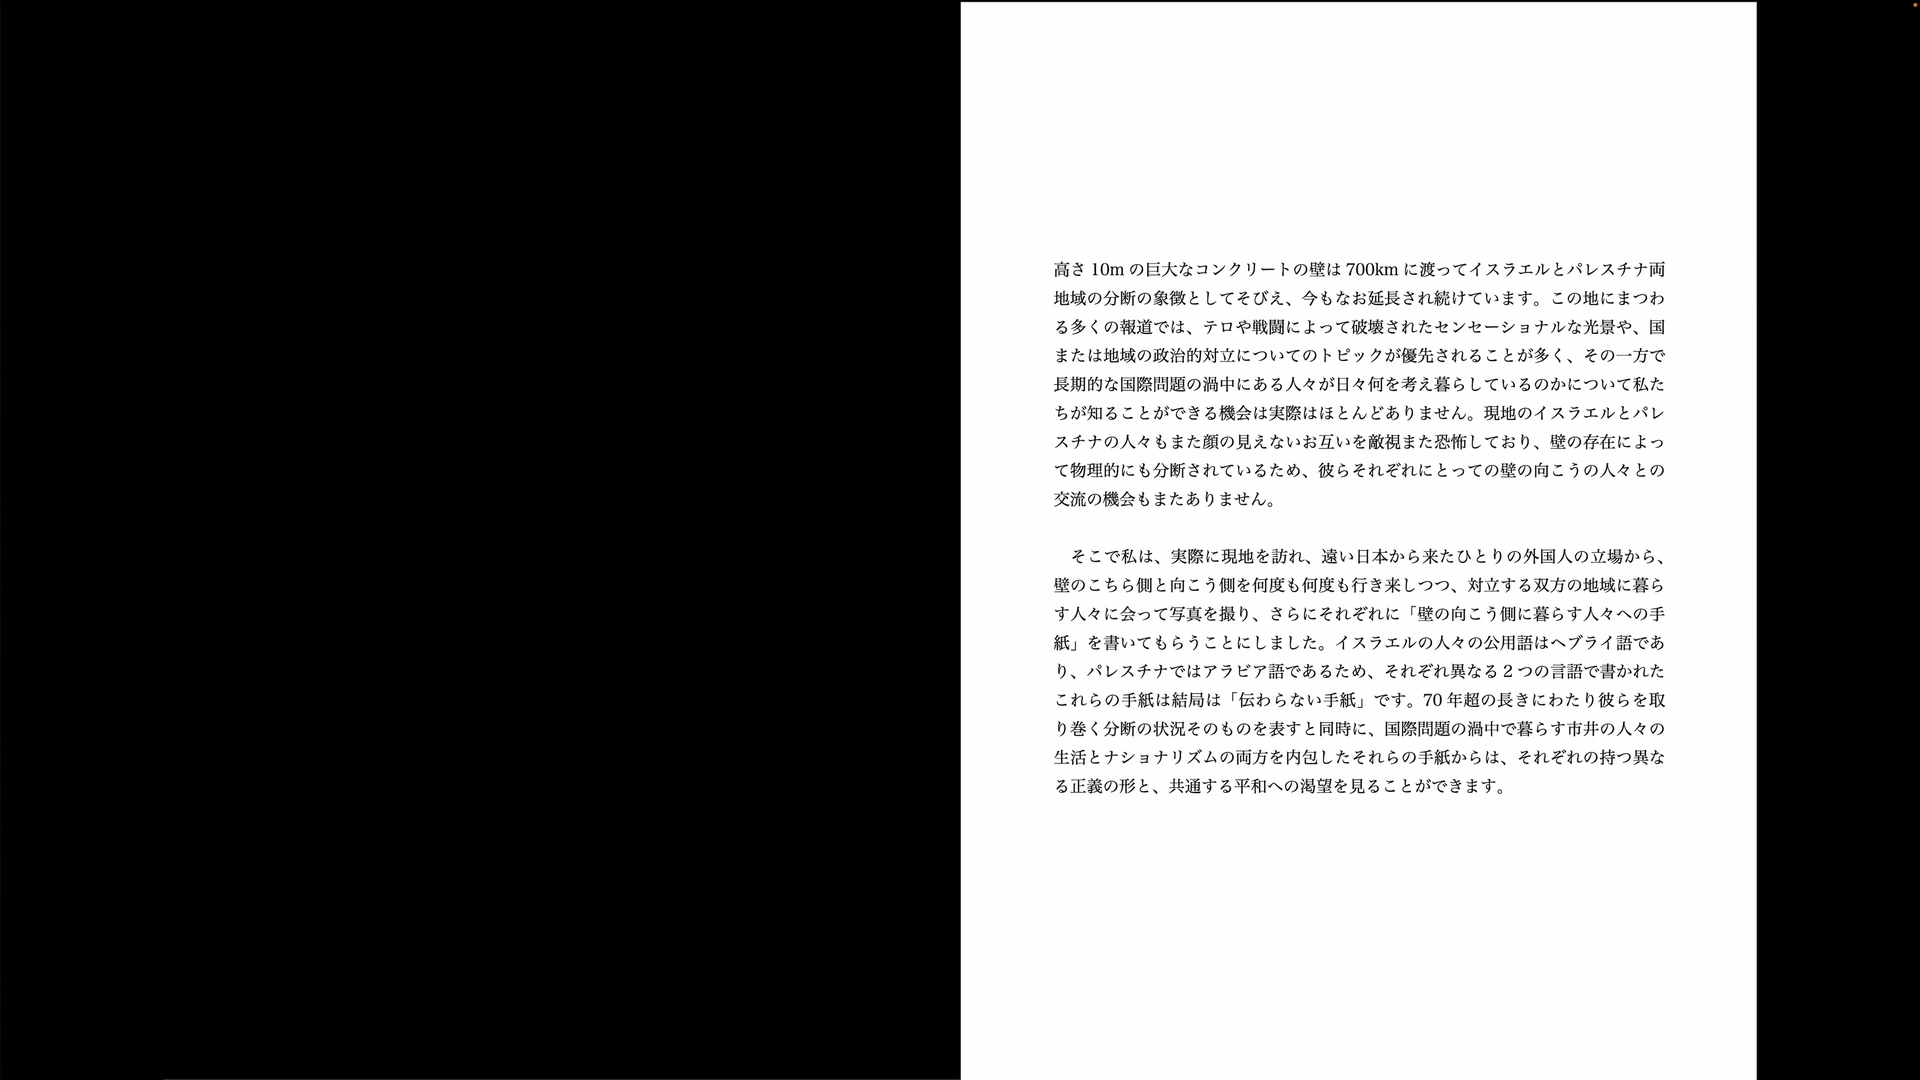 高さ 10m の巨大なコンクリートの壁は 700km に渡ってイスラエルとパレスチナ両
地域の分断の象徴としてそびえ、今もなお延長され続けています。この地にまつわ
る多くの報道では、テロや戦闘によって破壊されたセンセーショナルな光景や、国
または地域の政治的対立についてのトピックが優先されることが多く、その一方で
長期的な国際問題の渦中にある人々が日々何を考え暮らしているのかについて私た
ちが知ることができる機会は実際はほとんどありません。現地のイスラエルとパレ
スチナの人々もまた顔の見えないお互いを敵視また恐怖しており、壁の存在によっ
て物理的にも分断されているため、彼らそれぞれにとっての壁の向こうの人々との
交流の機会もまたありません。
そこで私は、実際に現地を訪れ、遠い日本から来たひとりの外国人の立場から、
壁のこちら側と向こう側を何度も何度も行き来しつつ、対立する双方の地域に暮ら
す人々に会って写真を撮り、さらにそれぞれに「壁の向こう側に暮らす人々への手
紙」を書いてもらうことにしました。イスラエルの人々の公用語はヘブライ語であ
り、パレスチナではアラビア語であるため、それぞれ異なる 2 つの言語で書かれた
これらの手紙は結局は「伝わらない手紙」です。70 年超の長きにわたり彼らを取
り巻く分断の状況そのものを表すと同時に、国際問題の渦中で暮らす市井の人々の
生活とナショナリズムの両方を内包したそれらの手紙からは、それぞれの持つ異な
る正義の形と、共通する平和への渇望を見ることができます。